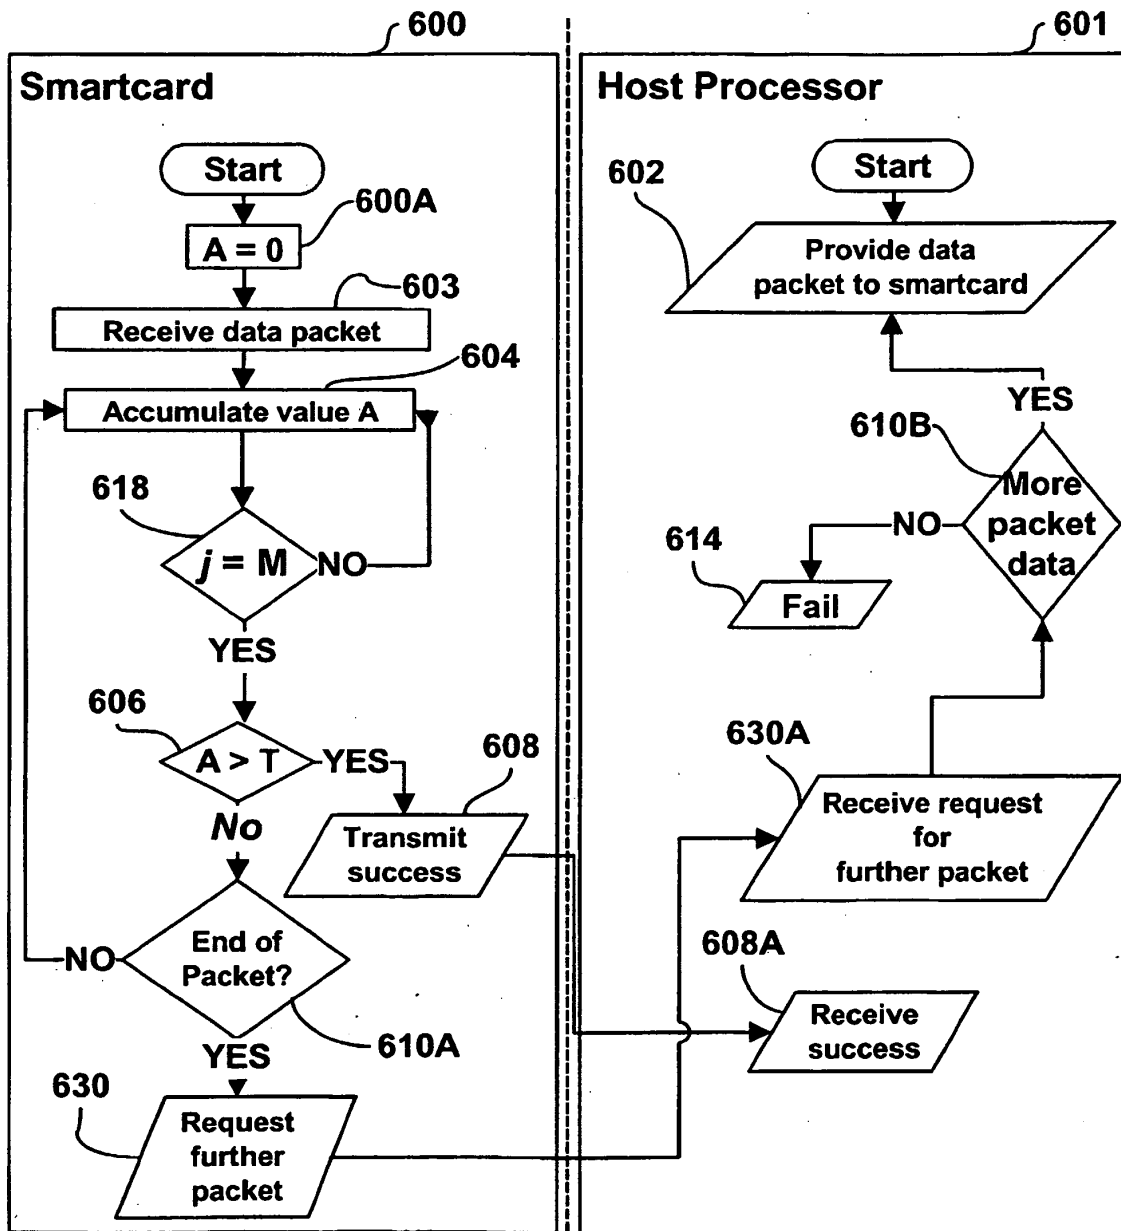 600
601
Smartcard
Start
600A
A = 0
603
Receive data packet
604
Accumulate value A
618
j = M
NO
YES
606
A > T
YES
608
No
Transmit
success
End of
Packet?
NO
610A
YES
630
Request
further
packet
Host Processor
Start
602
Provide data
packet to smartcard
YES
610B
More
packet
data
NO
614
Fail
630A
Receive request
for
further packet
608A
Receive
success